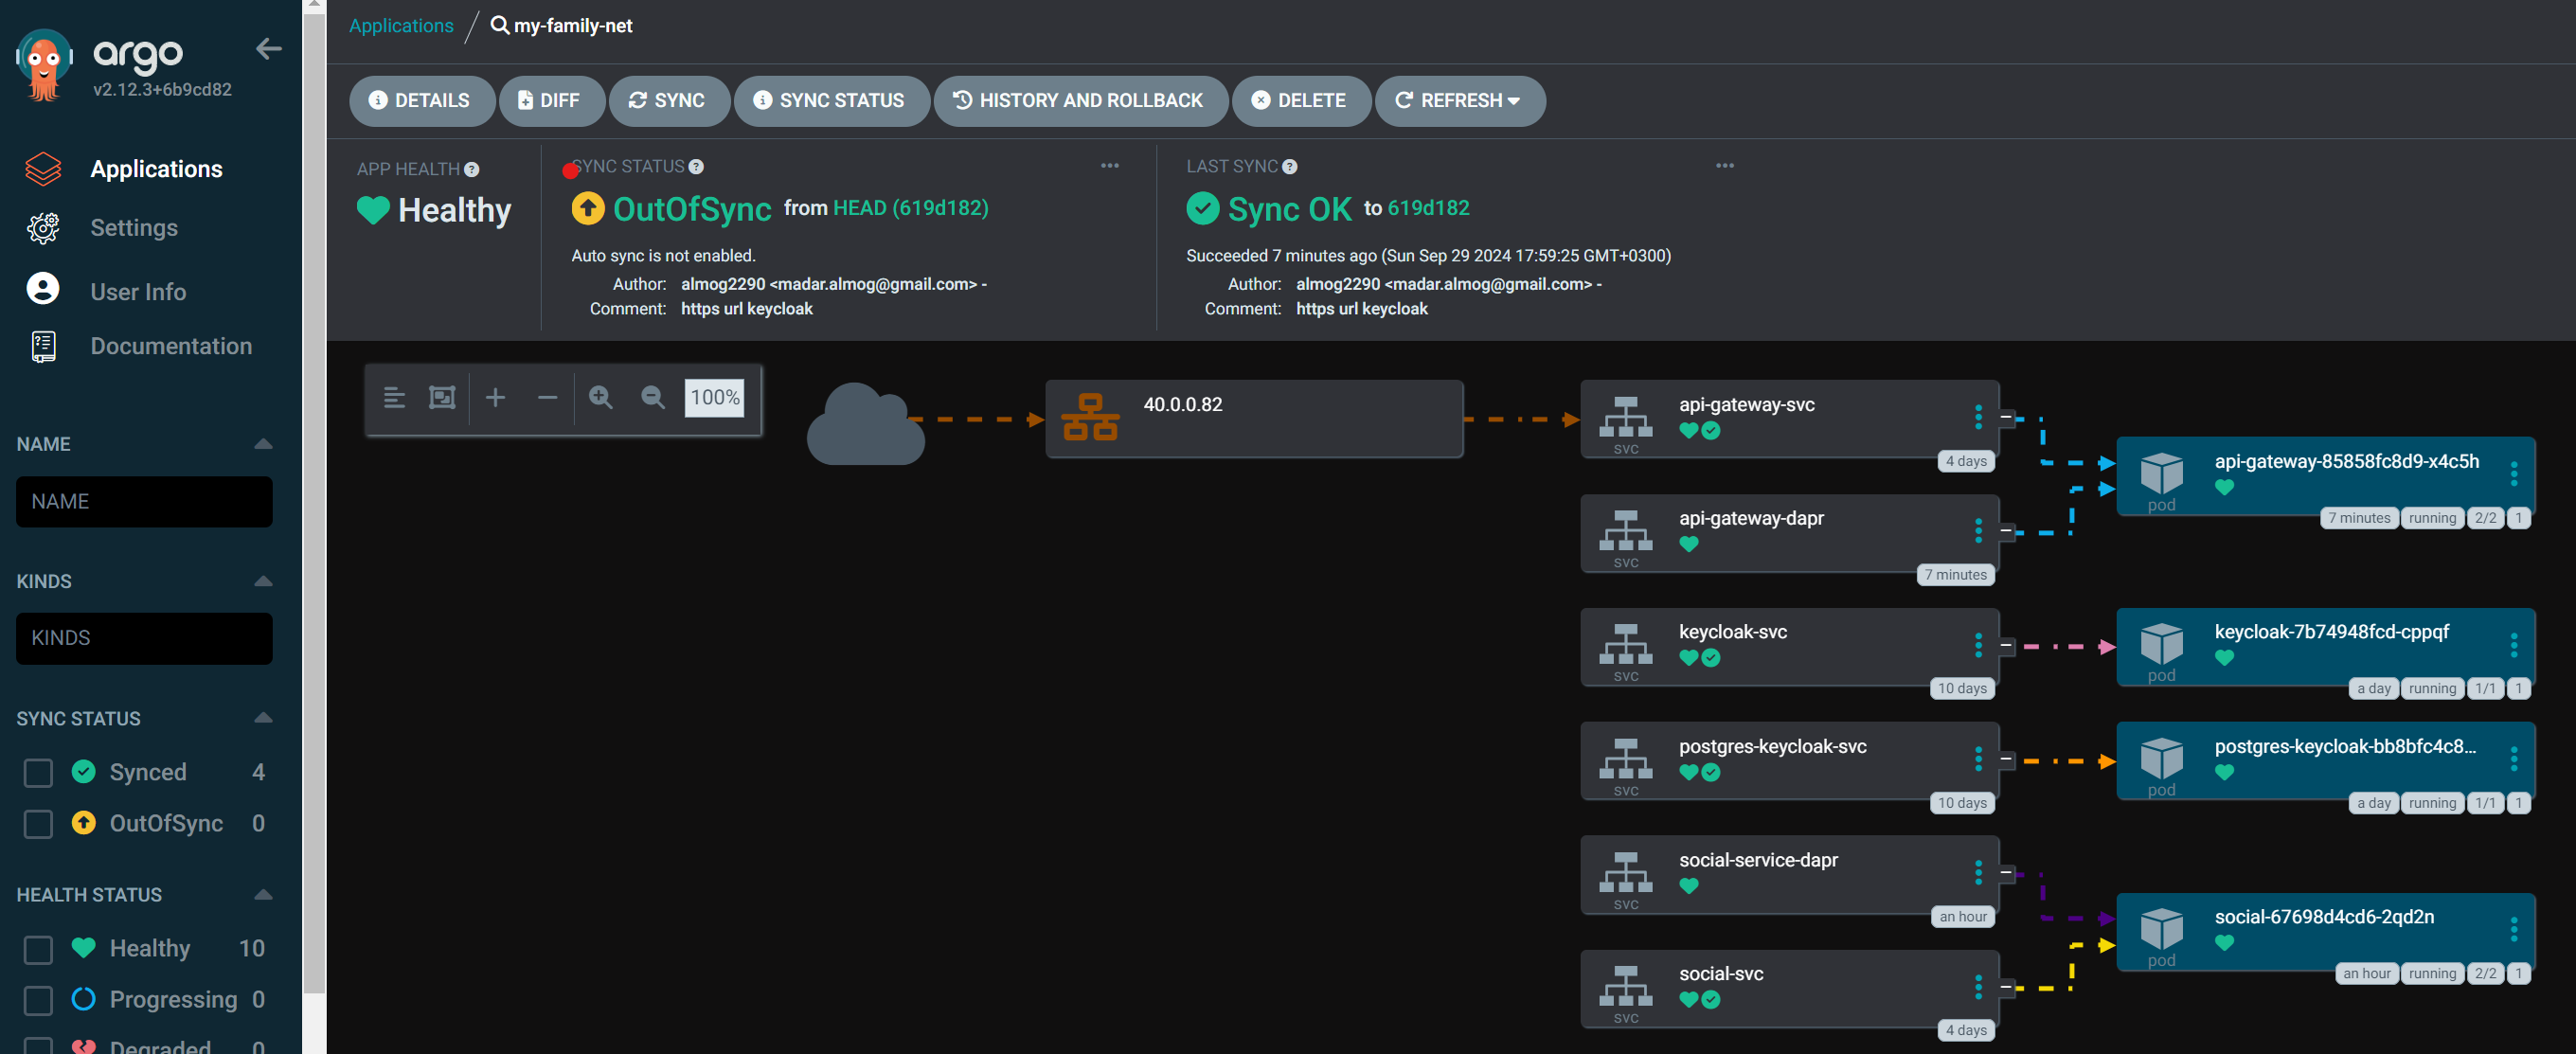 argo
v2.12.3+6b9cd82
Applications
Settings
User Info
Documentation
NAME
NAME
KINDS
KINDS
SYNC STATUS
Synced 4
OutOfSync 0
HEALTH STATUS
Healthy 10
Progressing 0
Degraded 0
Applications / my-family-net
DETAILS DIFF SYNC SYNC STATUS HISTORY AND ROLLBACK DELETE REFRESH
APP HEALTH
Healthy
SYNC STATUS
OutOfSync from HEAD (619d182)
Auto sync is not enabled.
Author: almog2290 <madar.almog@gmail.com> -
Comment: https url keycloak
LAST SYNC
Sync OK to 619d182
Succeeded 7 minutes ago (Sun Sep 29 2024 17:59:25 GMT+0300)
Author: almog2290 <madar.almog@gmail.com> -
Comment: https url keycloak
100%
40.0.0.82
api-gateway-svc
svc
4 days
api-gateway-dapr
svc
7 minutes
keycloak-svc
svc
10 days
postgres-keycloak-svc
svc
10 days
social-service-dapr
svc
an hour
social-svc
svc
4 days
api-gateway-85858fc8d9-x4c5h
pod
7 minutes running 2/2 1
keycloak-7b74948fcd-cppqf
pod
a day running 1/1 1
postgres-keycloak-bb8bfc4c8...
pod
a day running 1/1 1
social-67698d4cd6-2qd2n
pod
an hour running 2/2 1